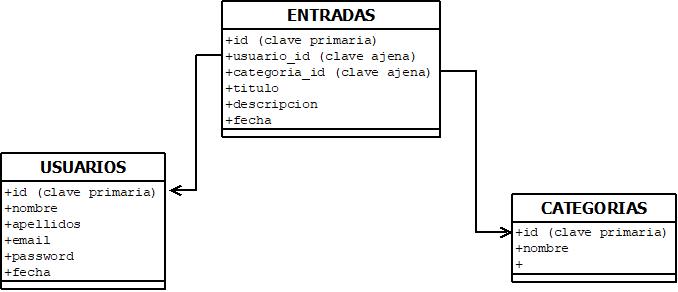 ENTRADAS
+id (clave primaria)
+usuario_id (clave ajena)
+categoria_id (clave ajena)
+titulo
+descripcion
+fecha
USUARIOS
+id (clave primaria)
+nombre
+apellidos
+email
+password
+fecha
CATEGORIAS
+id (clave primaria)
+nombre
+